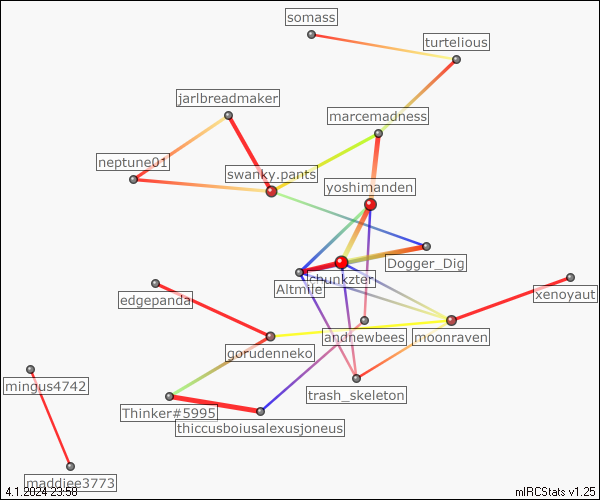 somass
turtelious
jarlbreadmaker
marcemadness
neptune01
swanky.pants
yoshimanden
Dogger_Dig
lchunkzter
Altmile
xenoyaut
edgepanda
andnewbees
moonraven
gorudenneko
mingus4742
trash_skeleton
Thinker#5995
thiccusboiusalexusjoneus
maddiee3773
4.1.2024 23:58
mIRCStats v1.25